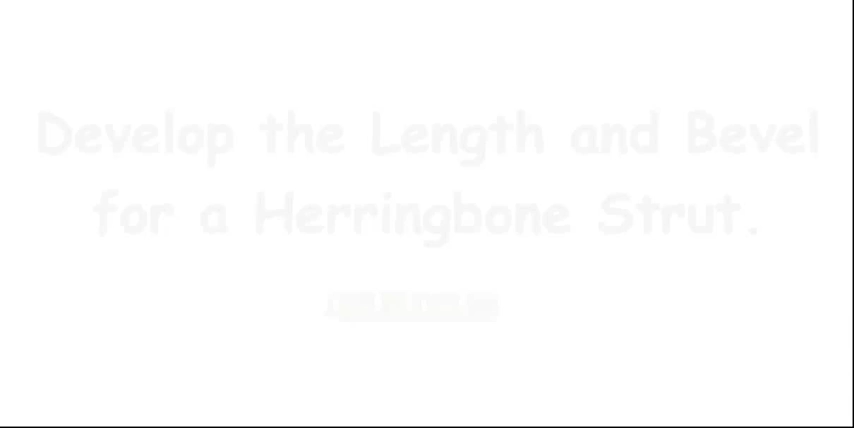 Develop the Length and Bevel
for a Herringbone Strut.